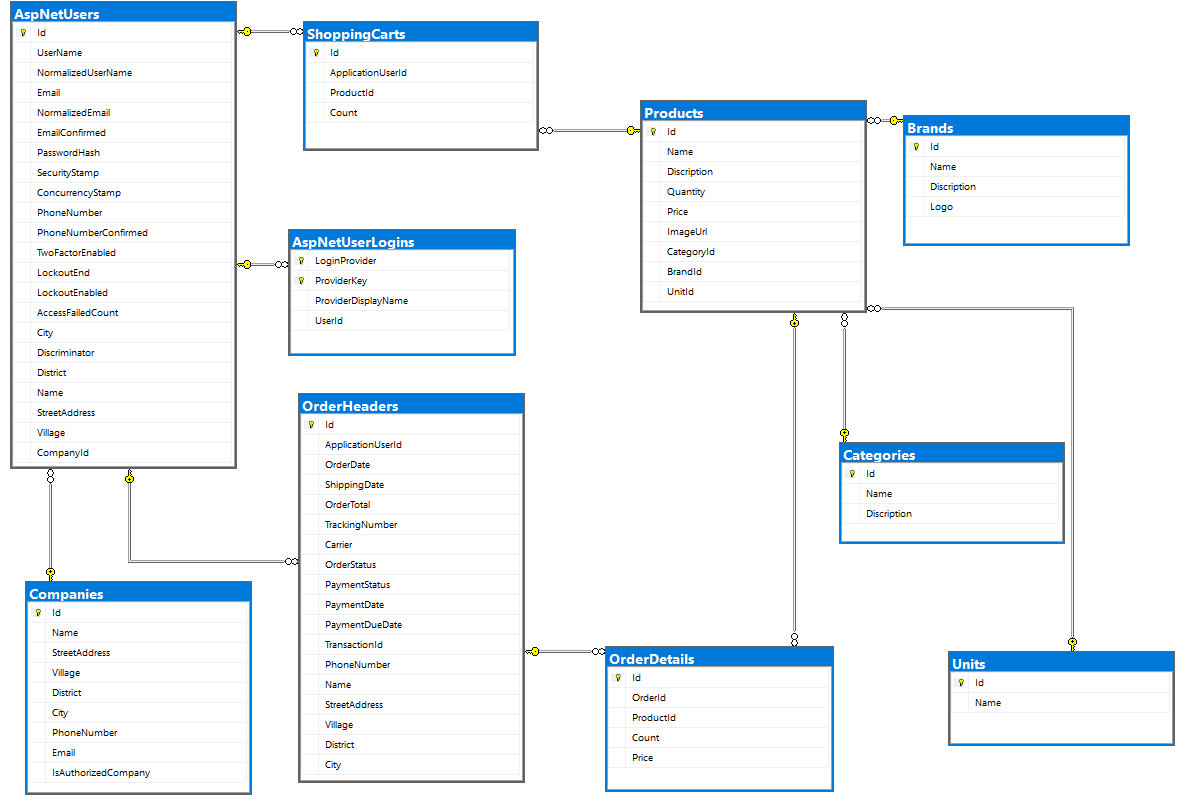 AspNetUsers
Id
UserName
NormalizedUserName
Email
NormalizedEmail
EmailConfirmed
PasswordHash
SecurityStamp
ConcurrencyStamp
PhoneNumber
PhoneNumberConfirmed
TwoFactorEnabled
LockoutEnd
LockoutEnabled
AccessFailedCount
City
Discriminator
District
Name
StreetAddress
Village
CompanyId
ShoppingCarts
Id
ApplicationUserId
ProductId
Count
Products
Id
Name
Discription
Quantity
Price
ImageUrl
CategoryId
BrandId
UnitId
Brands
Id
Name
Discription
Logo
AspNetUserLogins
LoginProvider
ProviderKey
ProviderDisplayName
UserId
OrderHeaders
Id
ApplicationUserId
OrderDate
ShippingDate
OrderTotal
TrackingNumber
Carrier
OrderStatus
PaymentStatus
PaymentDate
PaymentDueDate
TransactionId
PhoneNumber
Name
StreetAddress
Village
District
City
Categories
Id
Name
Discription
Companies
Id
Name
StreetAddress
Village
District
City
PhoneNumber
Email
IsAuthorizedCompany
OrderDetails
Id
OrderId
ProductId
Count
Price
Units
Id
Name